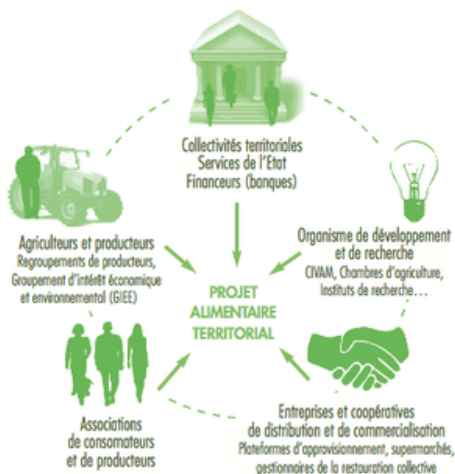 Collectivités territoriales
Services de l'Etat
Financeurs (banques)
Agriculteurs et producteurs
Regroupements de producteurs,
Groupement d'intérêt économique
et environnemental (GIEE)
Organisme de développement
et de recherche
CIVAM, Chambres d'agriculture,
Instituts de recherche...
PROJET
ALIMENTAIRE
TERRITORIAL
Associations
de consomateurs
et de producteurs
Entreprises et coopératives
de distribution et de commercialisation
Plateformes d'approvisionnement, supermarchés,
gestionnaires de la restauration collective